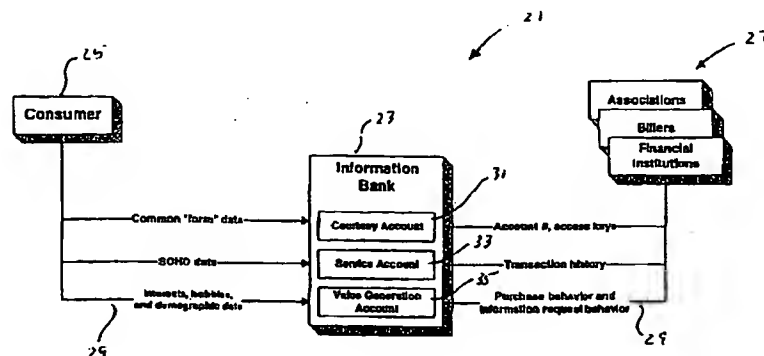 21
25
27
Consumer
Associations
Billers
Financial
Institutions
23
Information
Bank
31
Common "form" data
Courtesy Account
Account #, access keys
33
SOHO data
Service Account
Transaction history
35
Interests, hobbies,
and demographic data
Value Generation
Account
Purchase behavior and
information request behavior
29
29